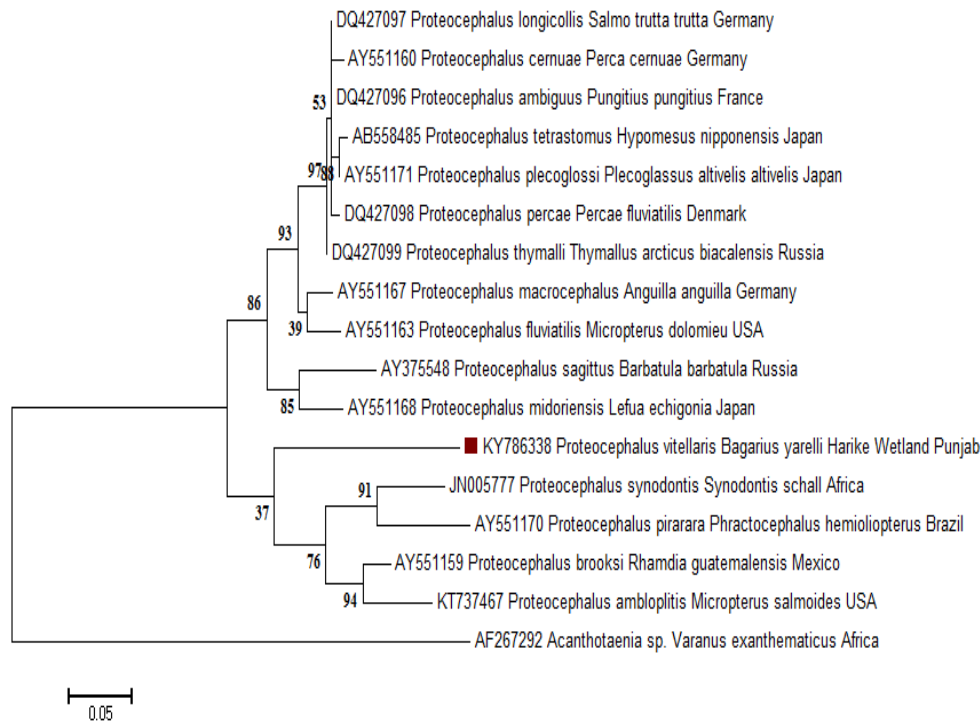 DQ427097 Proteocephalus longicollis Salmo trutta trutta Germany
AY551160 Proteocephalus cernuae Perca cernuae Germany
53
DQ427096 Proteocephalus ambiguus Pungitius pungitius France
AB558485 Proteocephalus tetrastomus Hypomesus nipponensis Japan
97
88
AY551171 Proteocephalus plecoglossi Plecoglassus altivelis altivelis Japan
DQ427098 Proteocephalus percae Percae fluviatilis Denmark
93
DQ427099 Proteocephalus thymalli Thymallus arcticus biacalensis Russia
AY551167 Proteocephalus macrocephalus Anguilla anguilla Germany
86
39
AY551163 Proteocephalus fluviatilis Micropterus dolomieu USA
AY375548 Proteocephalus sagittus Barbatula barbatula Russia
85
AY551168 Proteocephalus midoriensis Lefua echigonia Japan
KY786338 Proteocephalus vitellaris Bagarius yarelli Harike Wetland Punjab
91
JN005777 Proteocephalus synodontis Synodontis schall Africa
37
AY551170 Proteocephalus pirarara Phractocephalus hemioliopterus Brazil
76
AY551159 Proteocephalus brooksi Rhamdia guatemalensis Mexico
94
KT737467 Proteocephalus ambloplitis Micropterus salmoides USA
AF267292 Acanthotaenia sp. Varanus exanthematicus Africa
0.05